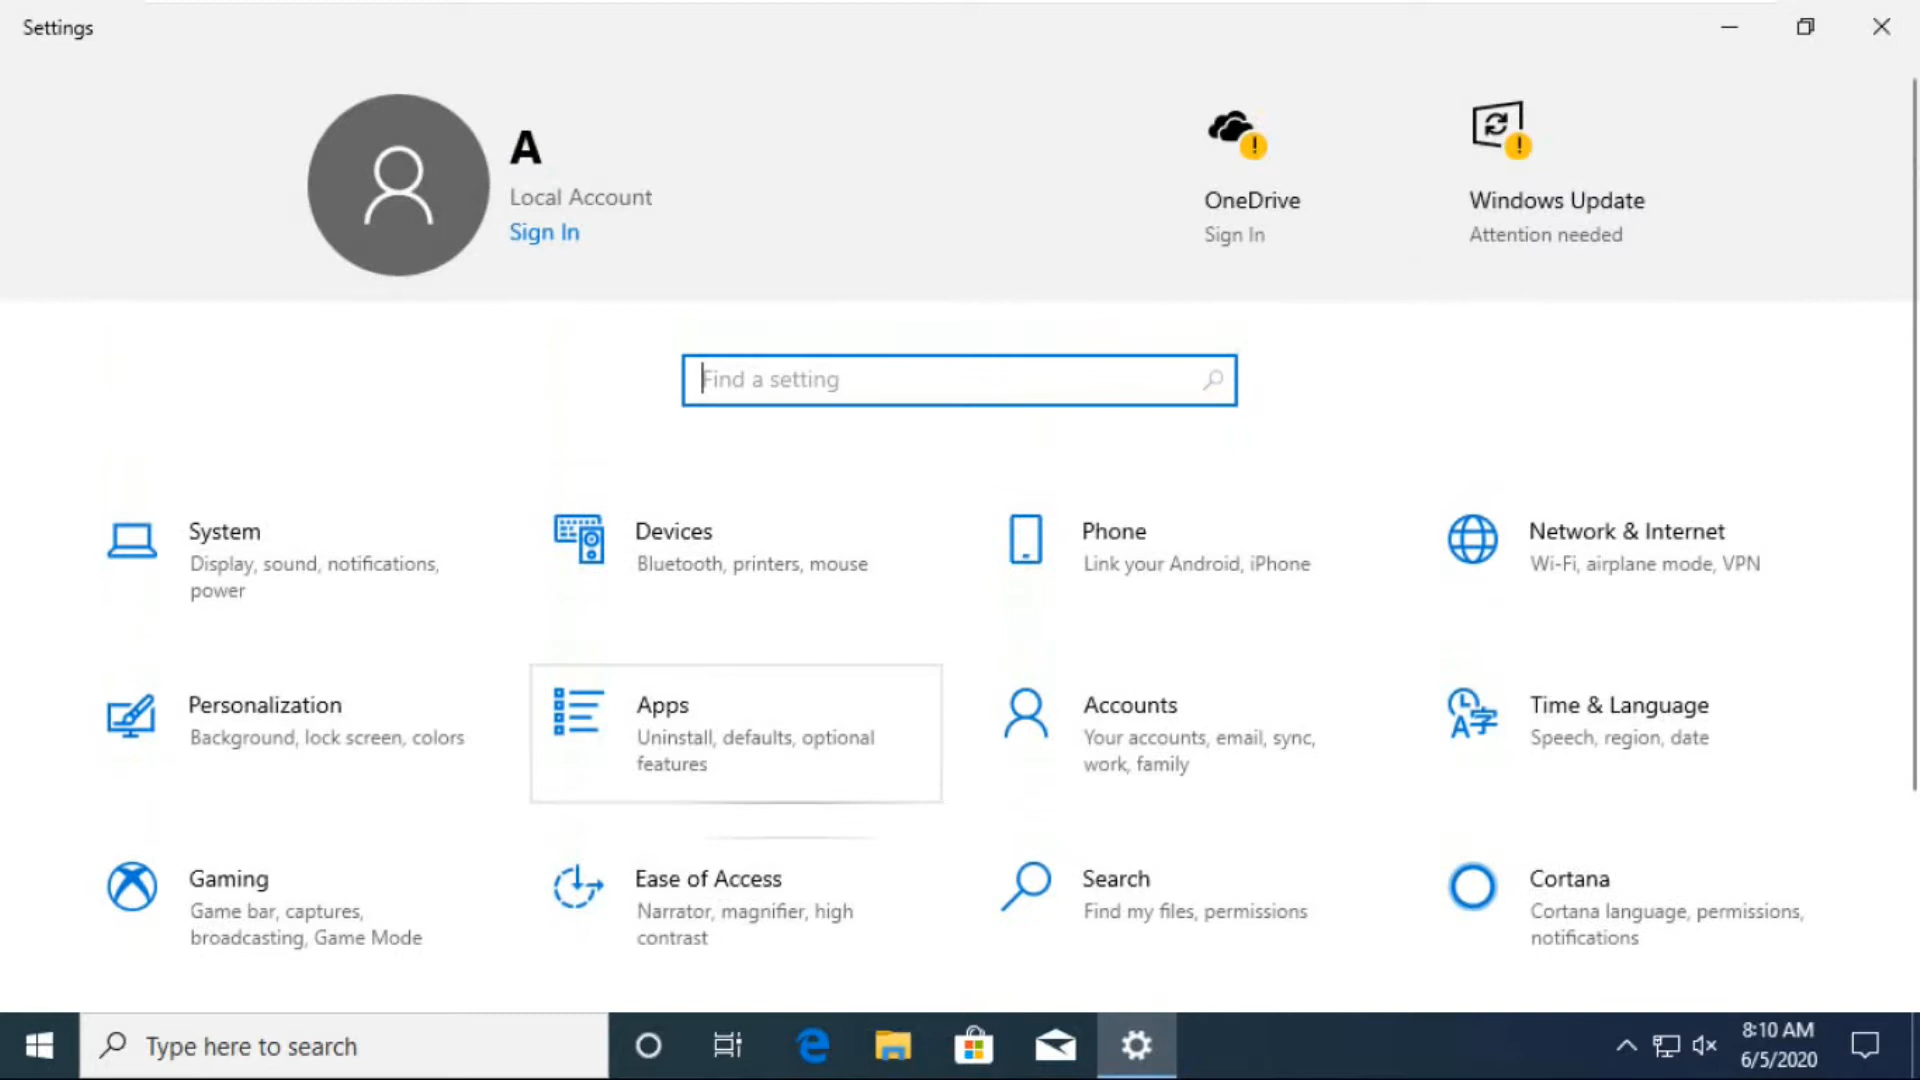 Settings
A
Local Account
Sign In
OneDrive
Sign In
Windows Update
Attention needed
Find a setting
System
Display, sound, notifications,
power
Devices
Bluetooth, printers, mouse
Phone
Link your Android, iPhone
Network & Internet
Wi-Fi, airplane mode, VPN
Personalization
Background, lock screen, colors
Apps
Uninstall, defaults, optional
features
Accounts
Your accounts, email, sync,
work, family
Time & Language
Speech, region, date
Gaming
Game bar, captures,
broadcasting, Game Mode
Ease of Access
Narrator, magnifier, high
contrast
Search
Find my files, permissions
Cortana
Cortana language, permissions,
notifications
Type here to search
8:10 AM
6/5/2020